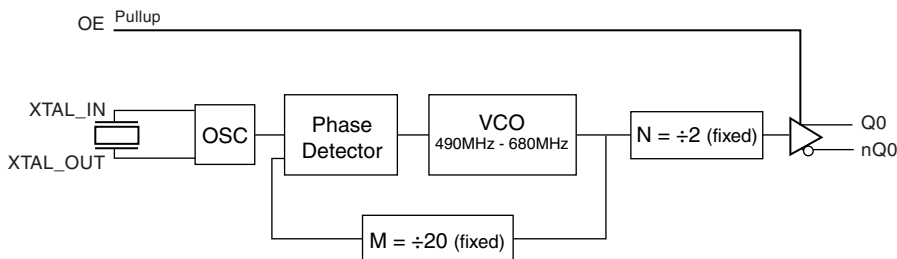 OE Pullup
XTAL_IN
XTAL_OUT
OSC
Phase
Detector
VCO
490MHz - 680MHz
N = ÷2 (fixed)
Q0
nQ0
M = ÷20 (fixed)